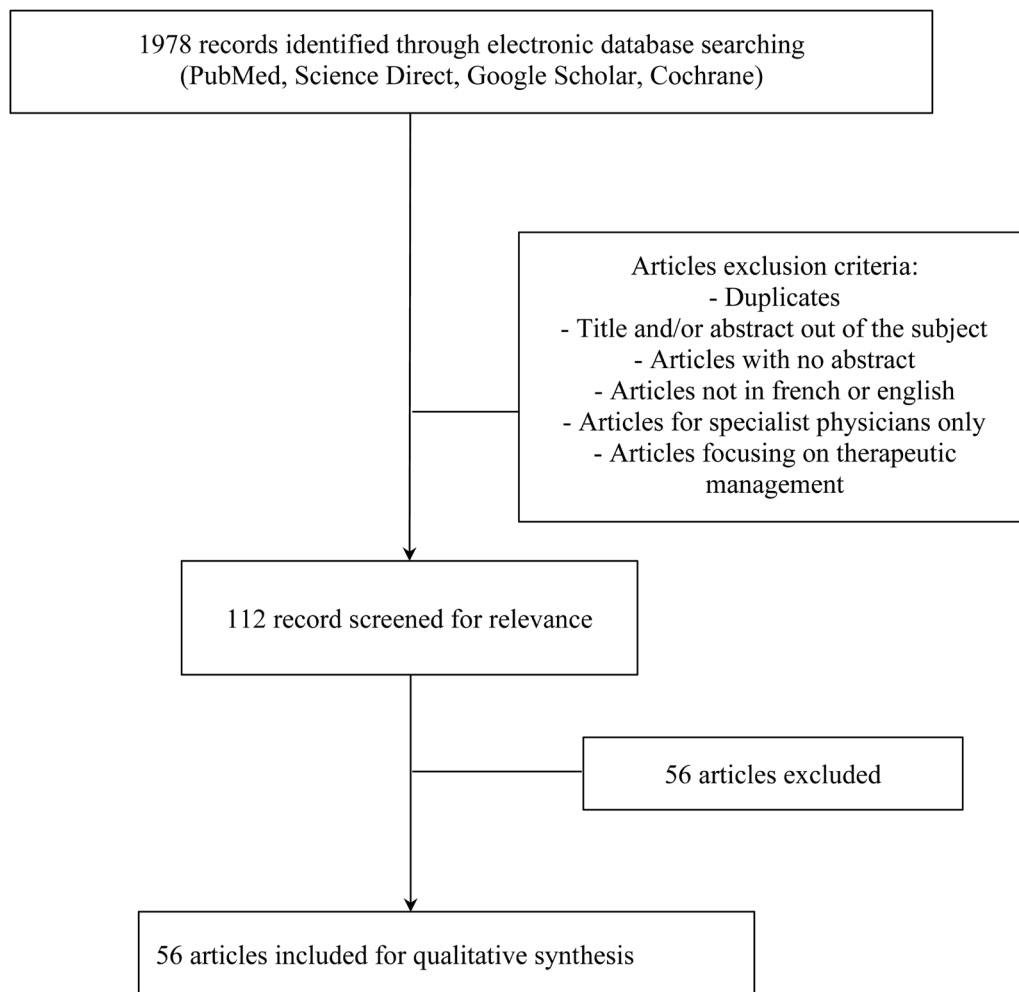 1978 records identified through electronic database searching
(PubMed, Science Direct, Google Scholar, Cochrane)
Articles exclusion criteria:
- Duplicates
- Title and/or abstract out of the subject
- Articles with no abstract
- Articles not in french or english
- Articles for specialist physicians only
- Articles focusing on therapeutic
management
112 record screened for relevance
56 articles excluded
56 articles included for qualitative synthesis